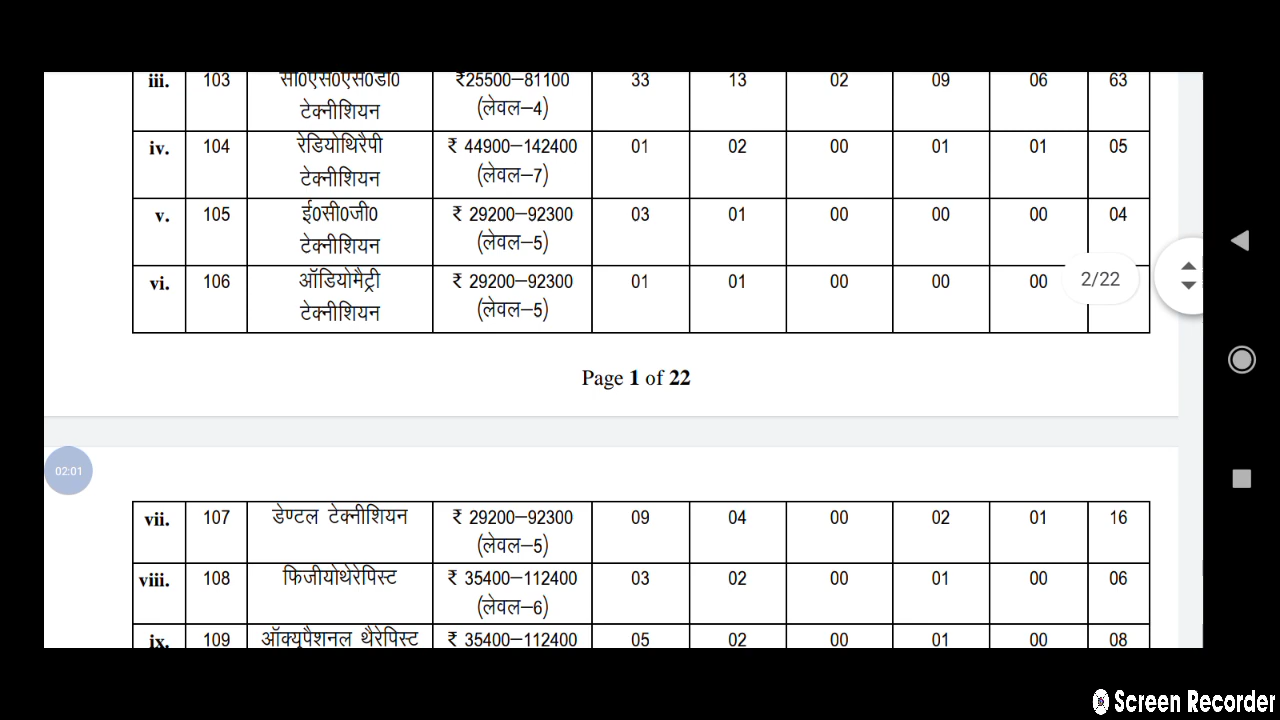 iii. 103 सी0एस0एस0डी0 ₹25500–81100 33 13 02 09 06 63
टेक्नीशियन (लेवल–4)
iv. 104 रेडियोथिरैपी ₹ 44900–142400 01 02 00 01 01 05
टेक्नीशियन (लेवल–7)
v. 105 ई0सी0जी0 ₹ 29200–92300 03 01 00 00 00 04
टेक्नीशियन (लेवल–5)
vi. 106 ऑडियोमैट्री ₹ 29200–92300 01 01 00 00 00
टेक्नीशियन (लेवल–5)
2/22
Page 1 of 22
02:01
vii. 107 डेण्टल टेक्नीशियन ₹ 29200–92300 09 04 00 02 01 16
(लेवल–5)
viii. 108 फिजीयोथेरेपिस्ट ₹ 35400–112400 03 02 00 01 00 06
(लेवल–6)
ix. 109 ऑक्यूपैशनल थैरेपिस्ट ₹ 35400–112400 05 02 00 01 00 08
Screen Recorder